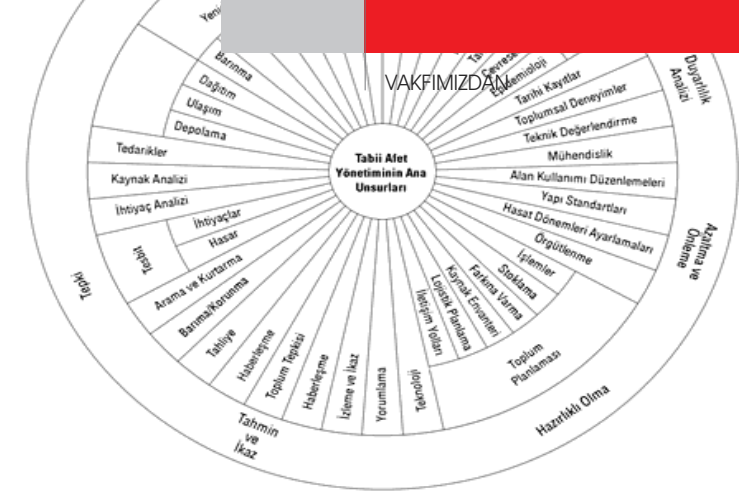 VAKFIMIZDAN
Tabii Afet
Yönetiminin Ana
Unsurları
Epidemioloji
Tarihi Kayıtlar
Toplumsal Deneyimler
Teknik Değerlendirme
Mühendislik
Alan Kullanımı Düzenlemeleri
Yapı Standartları
Hasat Dönemleri Ayarlamaları
Örgütlenme
İşlemler
Stoklama
Farkına Varma
Kaynak Envanteri
Lojistik Planlama
İletişim Yolları
Toplum
Planlaması
Teknoloji
Yorumlama
İzleme ve İkaz
Haberleşme
Toplum Tepkisi
Haberleşme
Tahliye
Barıma/Korunma
Arama ve Kurtarma
Hasar
İhtiyaçlar
Tesbit
İhtiyaç Analizi
Kaynak Analizi
Tedarikler
Depolama
Ulaşım
Dağıtım
Barınma
Duyarlılık
Analizi
Azaltma ve
Önleme
Hazırlıklı Olma
Tahmin
ve
İkaz
Tepki